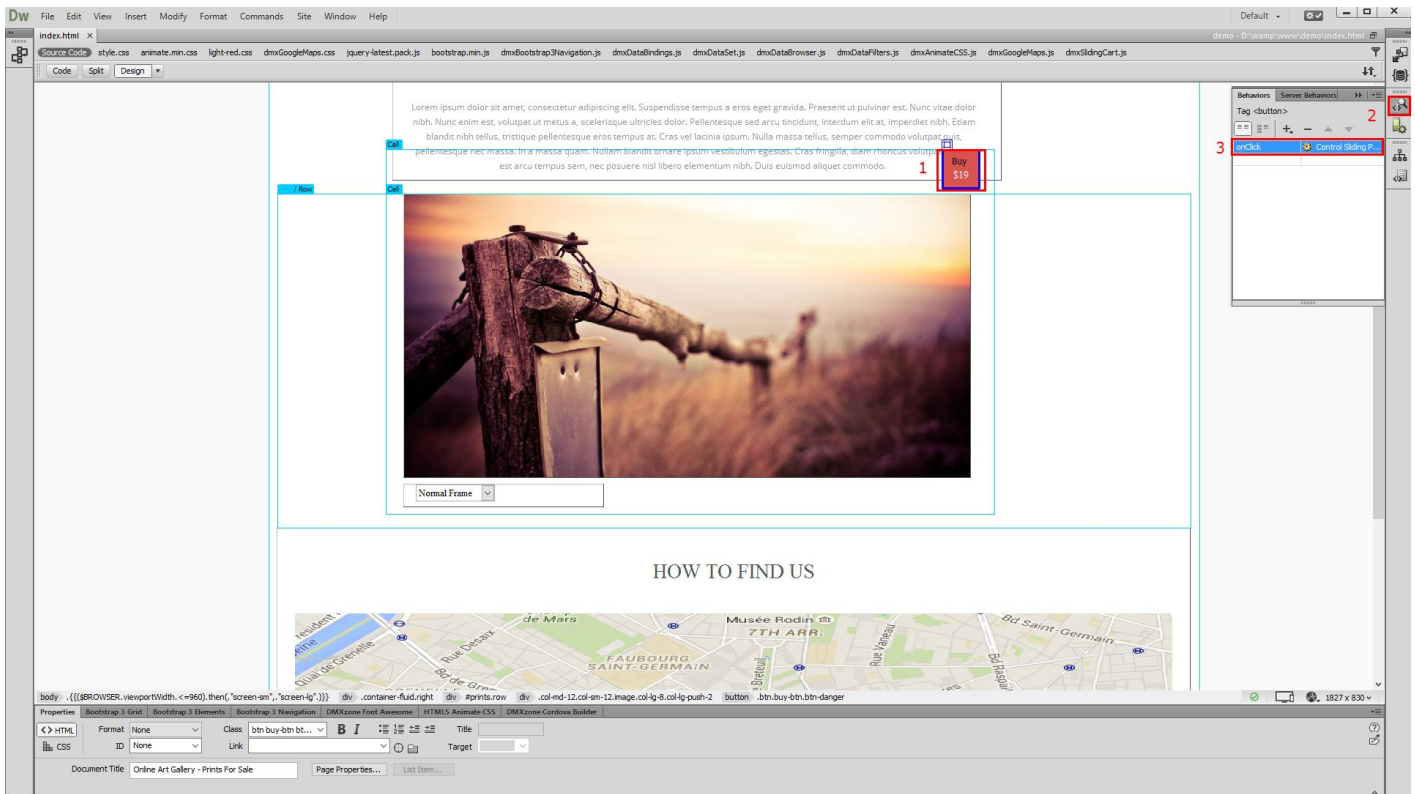 Dw File Edit View Insert Modify Format Commands Site Window Help Default
index.html × demo - D:\wamp\www\demo\index.html
Source Code style.css animate.min.css light-red.css dmxGoogleMaps.css jquery-latest.pack.js bootstrap.min.js dmxBootstrap3Navigation.js dmxDataBindings.js dmxDataSet.js dmxDataBrowser.js dmxDataFilters.js dmxAnimateCSS.js dmxGoogleMaps.js dmxSlidingCart.js
Code Split Design
Lorem ipsum dolor sit amet, consectetur adipiscing elit. Suspendisse tempus a eros eget gravida. Praesent ut pulvinar est. Nunc vitae dolor
nibh. Nunc enim est, volutpat ut metus a, scelerisque ultricies dolor. Pellentesque sed arcu tincidunt, interdum elit at, imperdiet nibh. Etiam
blandit nibh tellus, tristique pellentesque eros tempus at. Cras vel lacinia ipsum. Nulla massa tellus, semper commodo volutpat quis,
pellentesque nec massa. In a massa quam. Nullam blandit ornare ipsum vestibulum egestas. Cras fringilla, diam rhoncus
est arcu tempus sem, nec posuere nisl libero elementum nibh. Duis euismod aliquet commodo.
Cell
1
Buy
$19
/ Row
Cell
Normal Frame
HOW TO FIND US
de Mars
Musée Rodin
7TH ARR.
Bd Saint-Germain
Rue Vaneau
Rue Desaix
Quai de Grenelle
FAUBOURG
SAINT-GERMAIN
Behaviors Server Behaviors
Tag <button>
2
3
onClick Control Sliding P...
body .{{($BROWSER.viewportWidth.<=960).then(."screen-sm",."screen-lg".)}} div .container-fluid.right div #prints.row div .col-md-12.col-sm-12.image.col-lg-8.col-lg-push-2 button .btn.buy-btn.btn-danger 1827 x 830
Properties Bootstrap 3 Grid Bootstrap 3 Elements Bootstrap 3 Navigation DMXzone Font Awesome HTML5 Animate CSS DMXzone Cordova Builder
<> HTML Format None Class btn buy-btn bt... B I Title
CSS ID None Link Target
Document Title Online Art Gallery - Prints For Sale Page Properties... List Item...